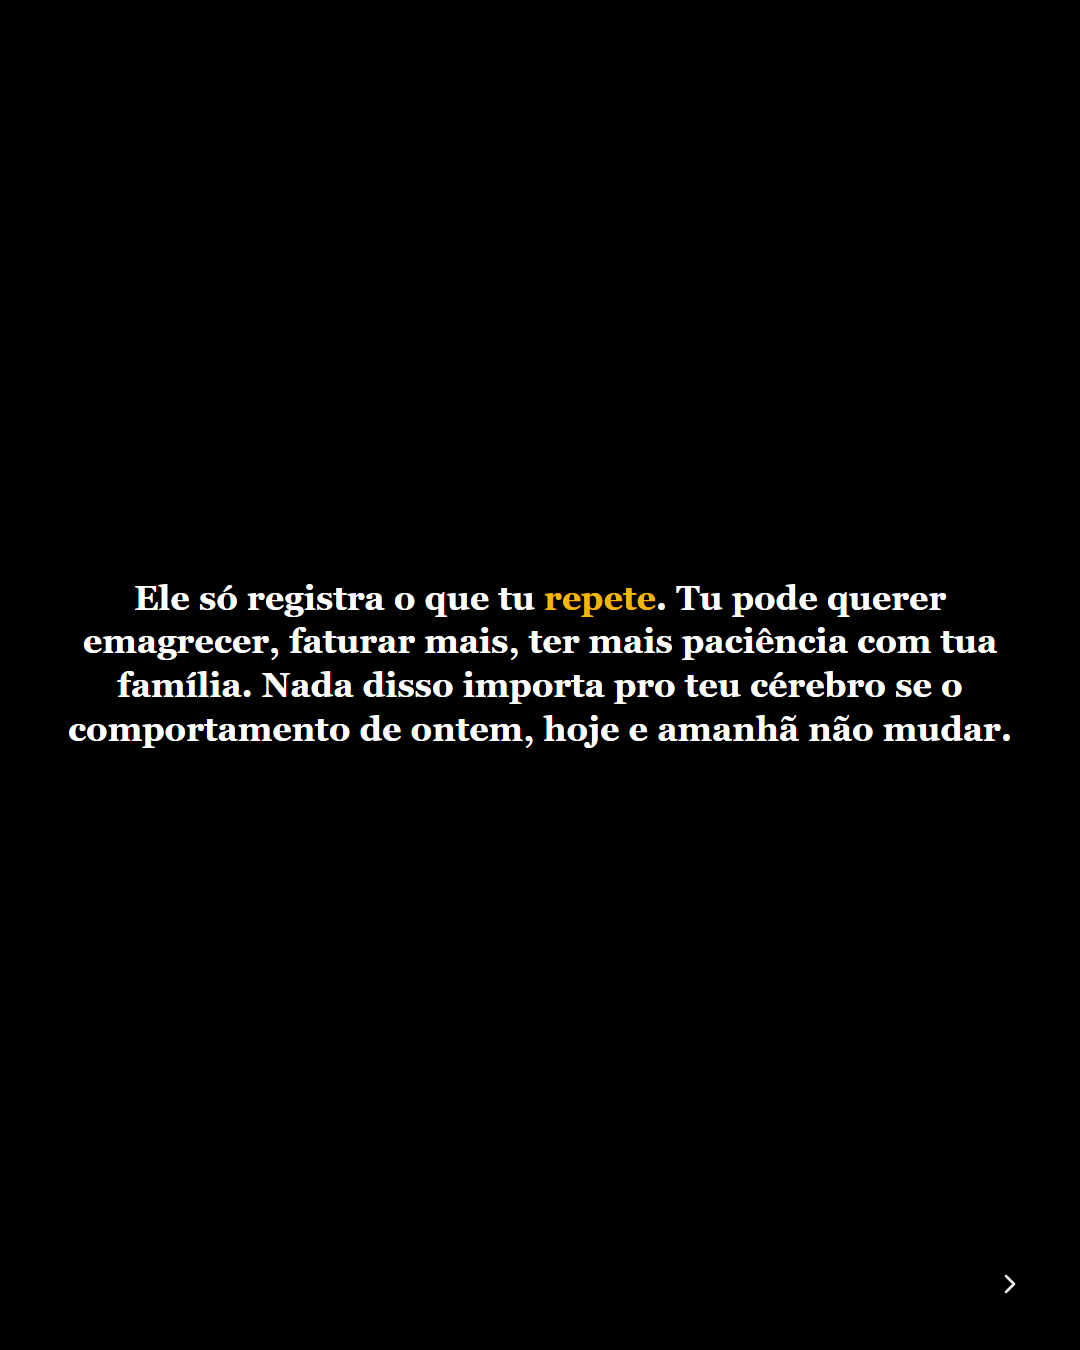 Ele só registra o que tu repete. Tu pode querer
emagrecer, faturar mais, ter mais paciência com tua
família. Nada disso importa pro teu cérebro se o
comportamento de ontem, hoje e amanhã não mudar.